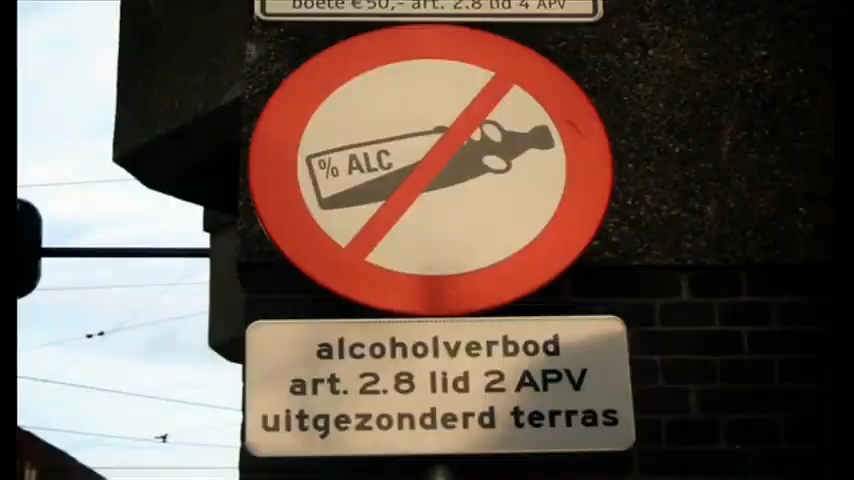 boete €50,- art. 2.8 lid 4 APV
% ALC
alcoholverbod
art. 2.8 lid 2 APV
uitgezonderd terras